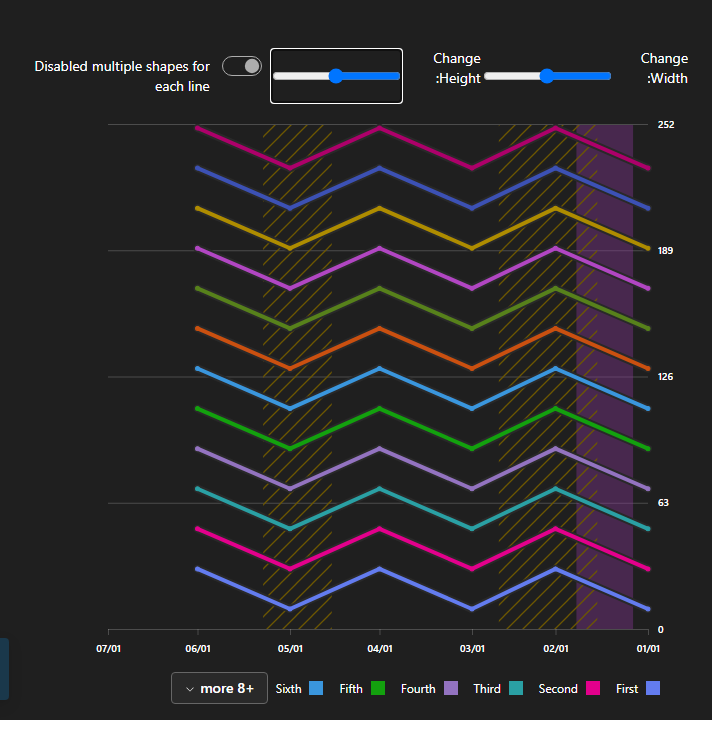 Disabled multiple shapes for
each line
Change
:Height
Change
:Width
252
189
126
63
0
07/01 06/01 05/01 04/01 03/01 02/01 01/01
more 8+ Sixth Fifth Fourth Third Second First